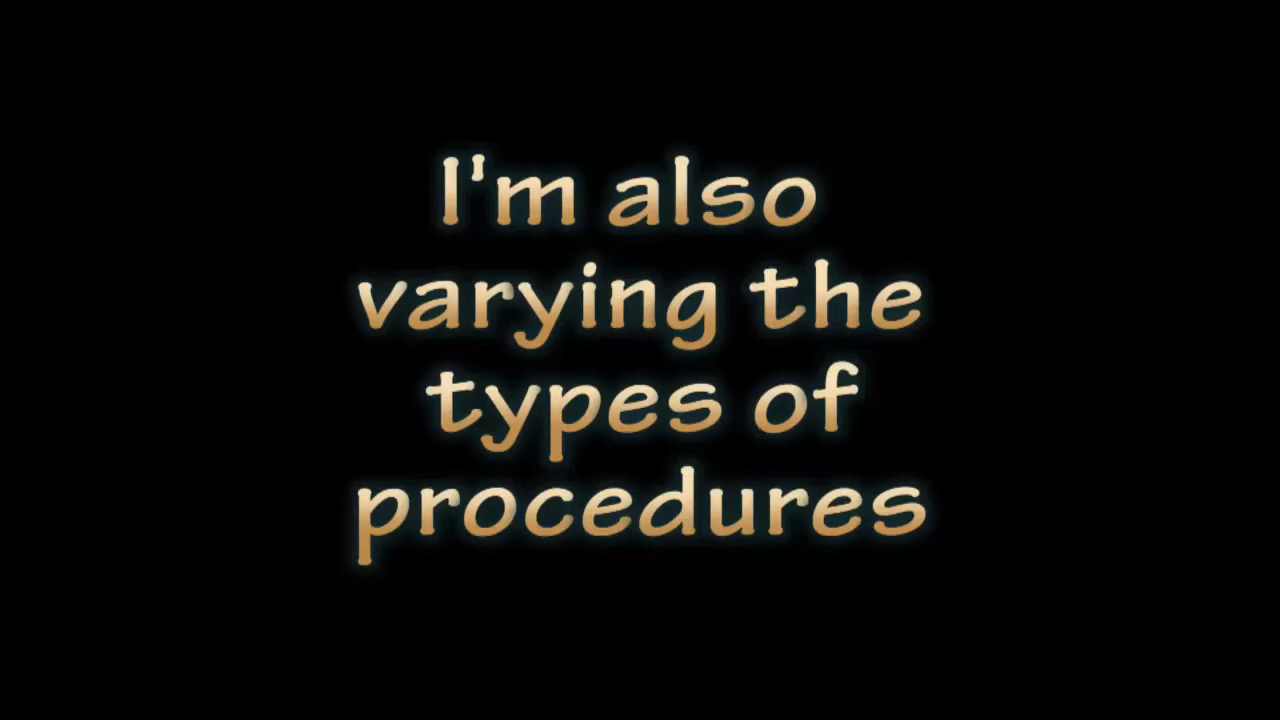 I'm also
varying the
types of
procedures